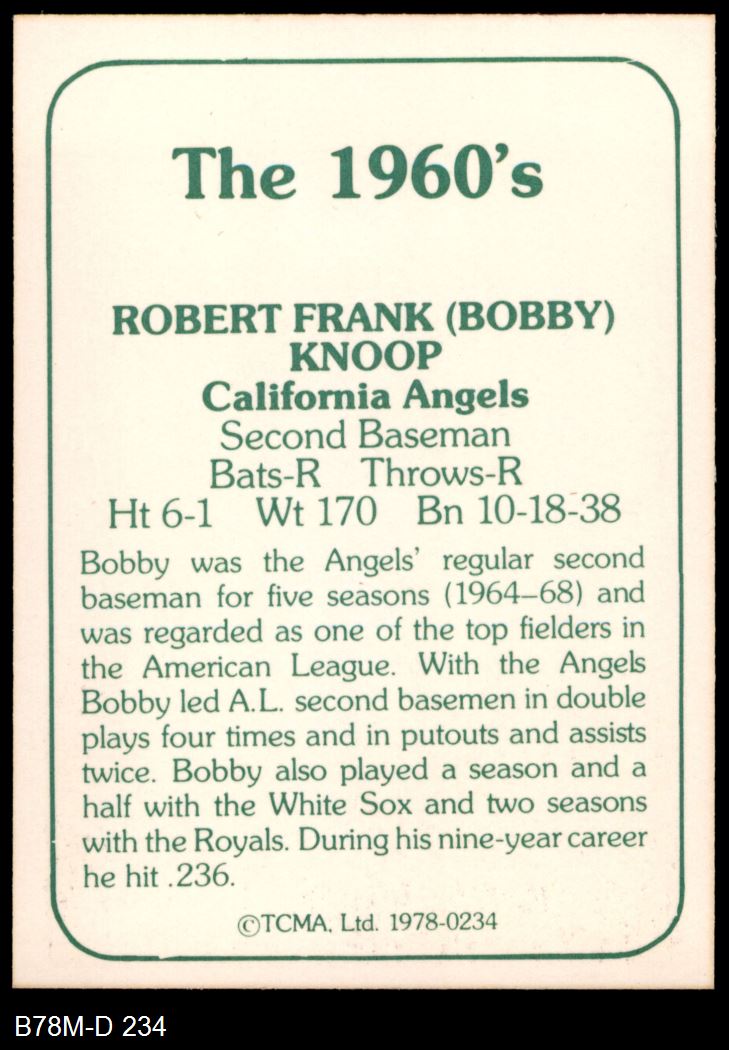 The 1960's
ROBERT FRANK (BOBBY)
KNOOP
California Angels
Second Baseman
Bats-R Throws-R
Ht 6-1 Wt 170 Bn 10-18-38
Bobby was the Angels' regular second
baseman for five seasons (1964–68) and
was regarded as one of the top fielders in
the American League. With the Angels
Bobby led A.L. second basemen in double
plays four times and in putouts and assists
twice. Bobby also played a season and a
half with the White Sox and two seasons
with the Royals. During his nine-year career
he hit .236.
©TCMA, Ltd. 1978-0234
B78M-D 234